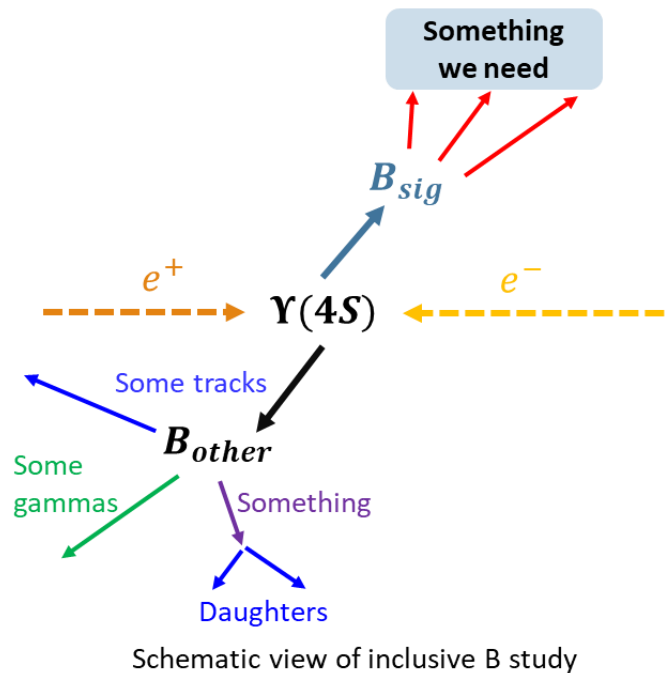 Something
we need
B_sig
e^+
e^-
ϒ(4S)
Some tracks
B_other
Some
gammas
Something
Daughters
Schematic view of inclusive B study